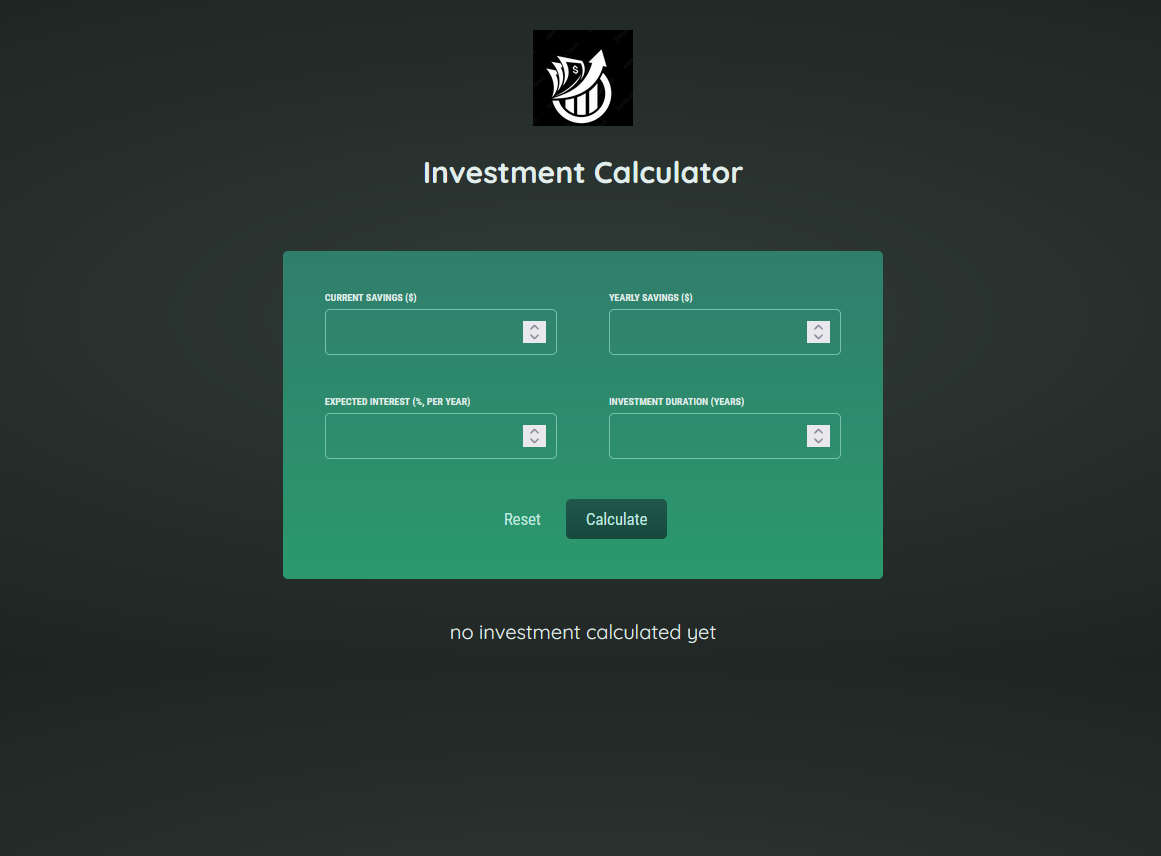 $
Investment Calculator
CURRENT SAVINGS ($)
YEARLY SAVINGS ($)
EXPECTED INTEREST (%, PER YEAR)
INVESTMENT DURATION (YEARS)
Reset
Calculate
no investment calculated yet